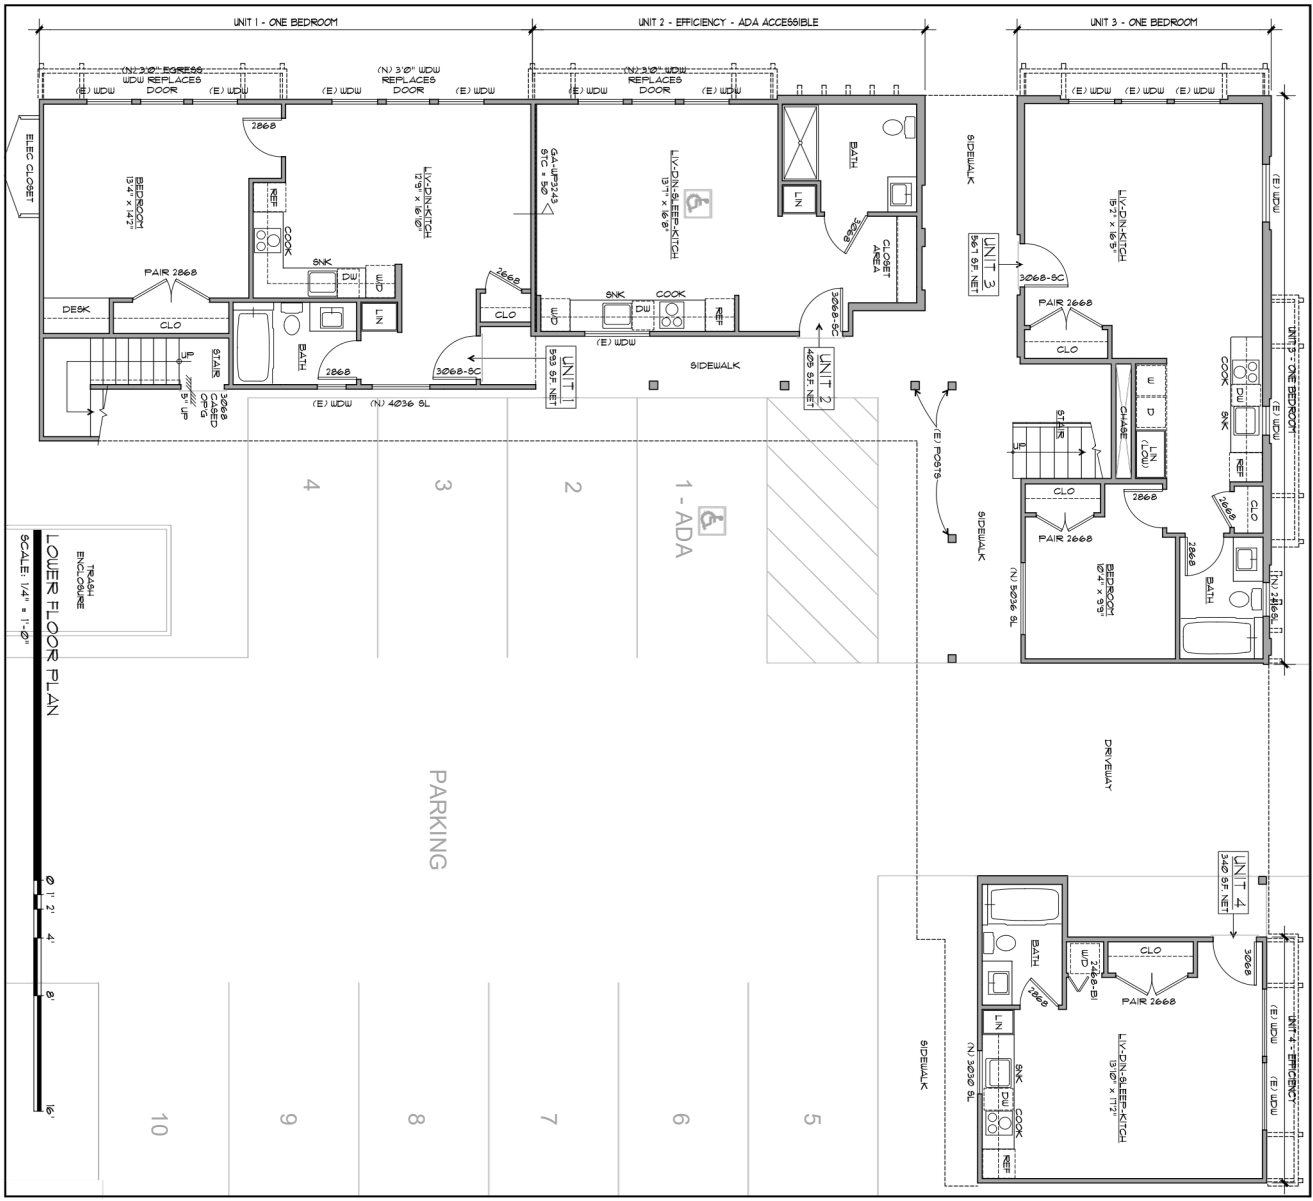 UNIT 1 - ONE BEDROOM
UNIT 2 - EFFICIENCY - ADA ACCESSIBLE
UNIT 3 - ONE BEDROOM
(N) 3'0" EGRESS
WDW REPLACES
DOOR
(E) WDW
(E) WDW
(N) 3'0" WDW
REPLACES
DOOR
(E) WDW
(E) WDW
(N) 3'0" WDW
REPLACES
DOOR
(E) WDW
(E) WDW
(E) WDW
(E) WDW
(E) WDW
ELEC CLOSET
BEDROOM
13'4" x 14'2"
2868
REF
COOK
SNK
DW
E/D
LIV-DIN-KITCH
12'9" x 16'10"
PAIR 2868
DESK
CLO
2668
CLO
LIN
BATH
2868
3068-SC
UP
STAIR
3068
CASED
OP'G
5" UP
(E) WDW
(N) 4036 SL
UNIT 1
593 S.F. NET
GA-WP3243
STC = 50
LIV-DIN-SLEEP-KITCH
13'7" x 16'8"
BATH
LIN
3068
CLOSET
AREA
3068-SC
E/D
SNK
DW
COOK
REF
(E) WDW
SIDEWALK
UNIT 2
405 S.F. NET
SIDEWALK
UNIT 3
567 S.F. NET
LIV-DIN-KITCH
15'2" x 16'5"
(E) WDW
3068-SC
PAIR 2668
CLO
UNIT 3 - ONE BEDROOM
COOK
DW
SNK
REF
(E) WDW
E
D
LIN
(LOW)
CHASE
STAIR
UP
(E) POSTS
SIDEWALK
CLO
PAIR 2668
2868
2668
CLO
2868
BATH
(N) 2416SL
BEDROOM
10'4" x 9'9"
(N) 5036 SL
4
3
2
1 - ADA
TRASH
ENCLOSURE
LOWER FLOOR PLAN
SCALE: 1/4" = 1'-0"
0
1'
2'
4'
8'
16'
PARKING
DRIVEWAY
UNIT 4
340 S.F. NET
BATH
2868
E/D
2468-BI
CLO
PAIR 2668
3068
LIN
SNK
DW
COOK
REF
(N) 3030 SL
LIV-DIN-SLEEP-KITCH
13'10" x 17'2"
(E) WDW
(E) WDW
UNIT 4 - EFFICIENCY
SIDEWALK
10
9
8
7
6
5